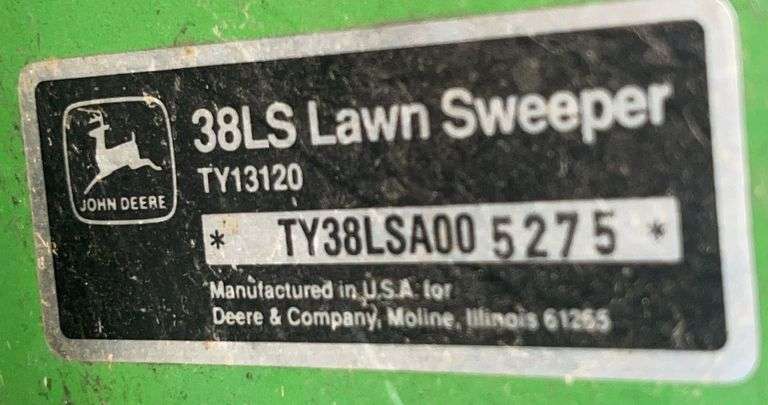 38LS Lawn Sweeper
TY13120
JOHN DEERE
* TY38LSA00 5275 *
Manufactured in U.S.A. for
Deere & Company, Moline, Illinois 61265